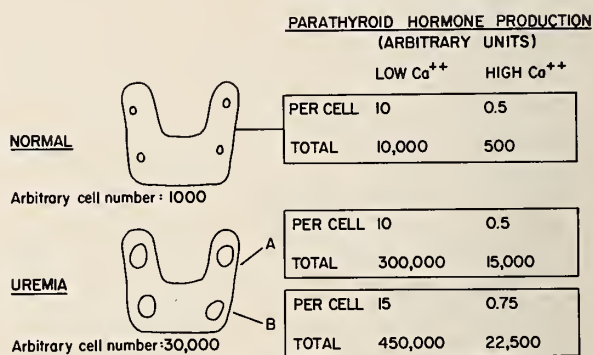 PARATHYROID HORMONE PRODUCTION
(ARBITRARY UNITS)
LOW Ca++ HIGH Ca++
PER CELL 10 0.5
NORMAL
TOTAL 10,000 500
Arbitrary cell number: 1000
PER CELL 10 0.5
A
TOTAL 300,000 15,000
UREMIA
PER CELL 15 0.75
B
Arbitrary cell number:30,000
TOTAL 450,000 22,500